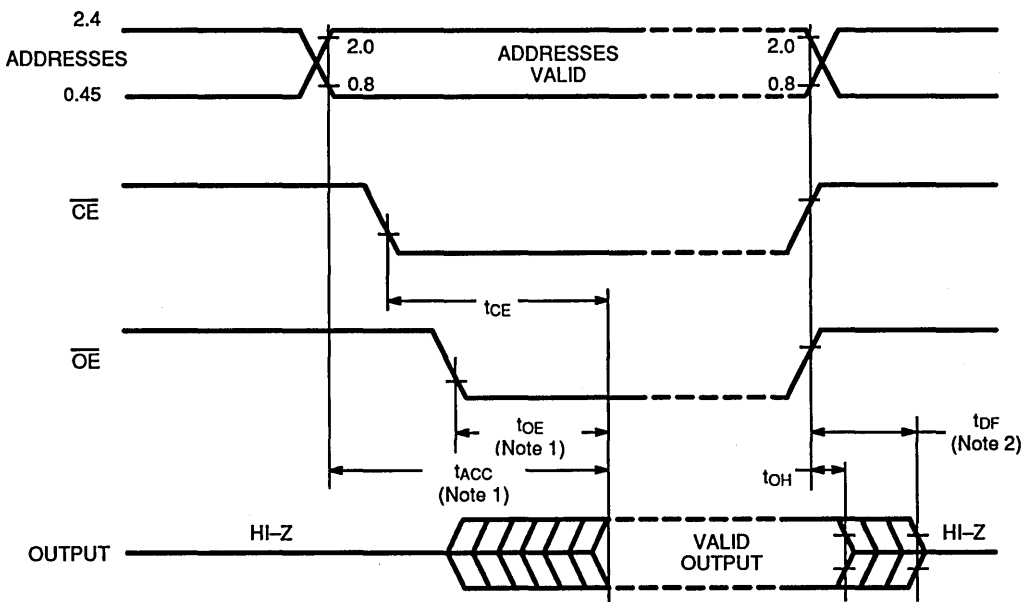 2.4
ADDRESSES
0.45
2.0
0.8
ADDRESSES
VALID
2.0
0.8
CE
tCE
OE
tOE
(Note 1)
tACC
(Note 1)
tDF
(Note 2)
tOH
OUTPUT
HI–Z
VALID
OUTPUT
HI–Z